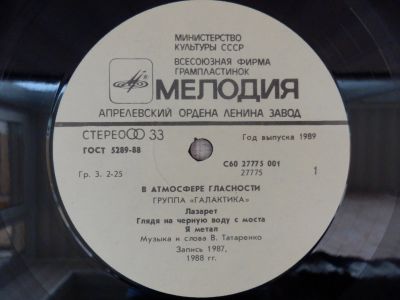 МИНИСТЕРСТВО
КУЛЬТУРЫ СССР
ВСЕСОЮЗНАЯ ФИРМА
ГРАМПЛАСТИНОК
МЕЛОДИЯ
АПРЕЛЕВСКИЙ ОРДЕНА ЛЕНИНА ЗАВОД
СТЕРЕО 33
Год выпуска 1989
ГОСТ 5289-88
С60 27775 001
Гр. 3. 2-25
27775
1
В АТМОСФЕРЕ ГЛАСНОСТИ
ГРУППА «ГАЛАКТИКА»
Лазарет
Глядя на черную воду с моста
Я метал
Музыка и слова В. Татаренко
Запись 1987,
1988 гг.